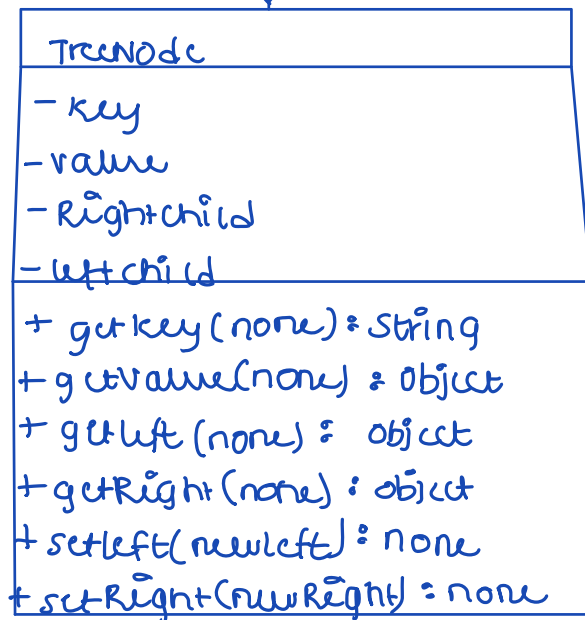 TreeNode
- Key
- value
- Rightchild
- leftchild
+ getkey(none): String
+ getvalue(none): object
+ getleft(none): object
+ getRight(none): object
+ setleft(newleft): none
+ setRight(newRight): none